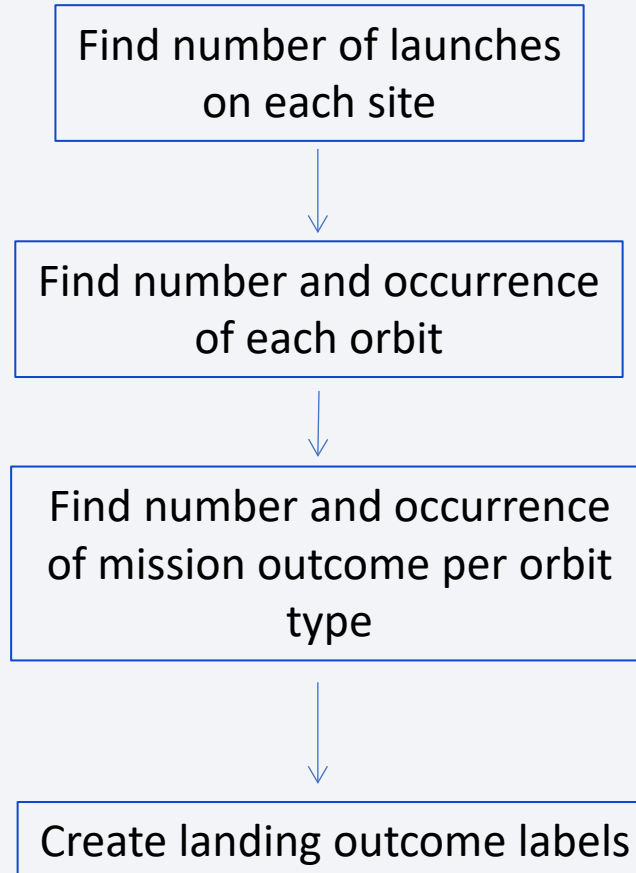 Find number of launches
on each site
Find number and occurrence
of each orbit
Find number and occurrence
of mission outcome per orbit
type
Create landing outcome labels